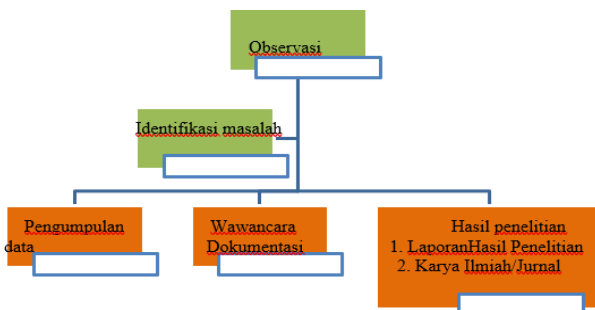 Observasi
Identifikasi masalah
Pengumpulan
data
Wawancara
Dokumentasi
Hasil penelitian
1. LaporanHasil Penelitian
2. Karya Ilmiah/Jurnal